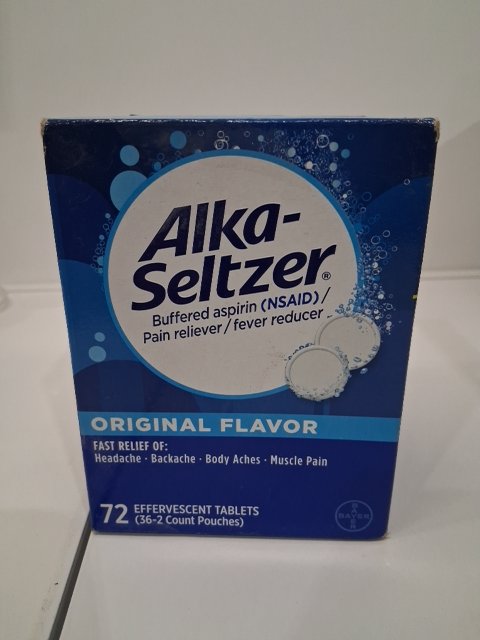 Alka-
Seltzer®
Buffered aspirin (NSAID)/
Pain reliever/fever reducer
ORIGINAL FLAVOR
FAST RELIEF OF:
Headache · Backache · Body Aches · Muscle Pain
72 EFFERVESCENT TABLETS
(36-2 Count Pouches)
BAYER